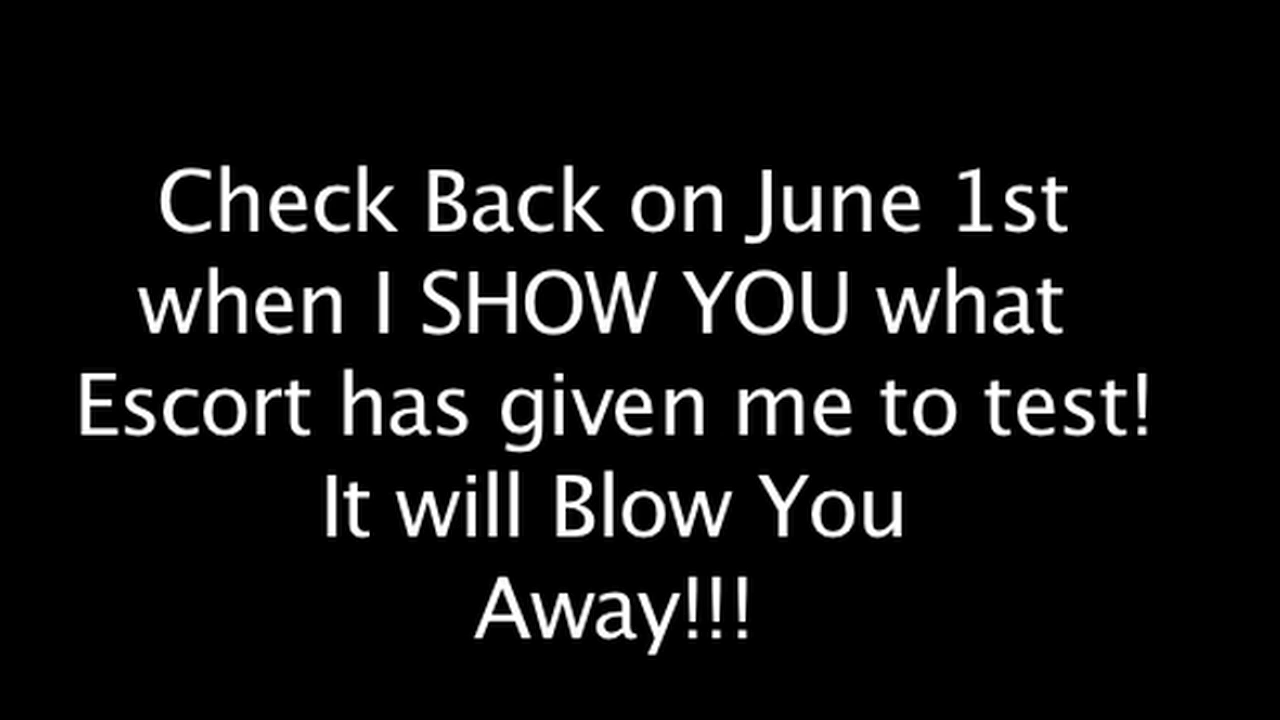 Check Back on June 1st
when I SHOW YOU what
Escort has given me to test!
It will Blow You
Away!!!